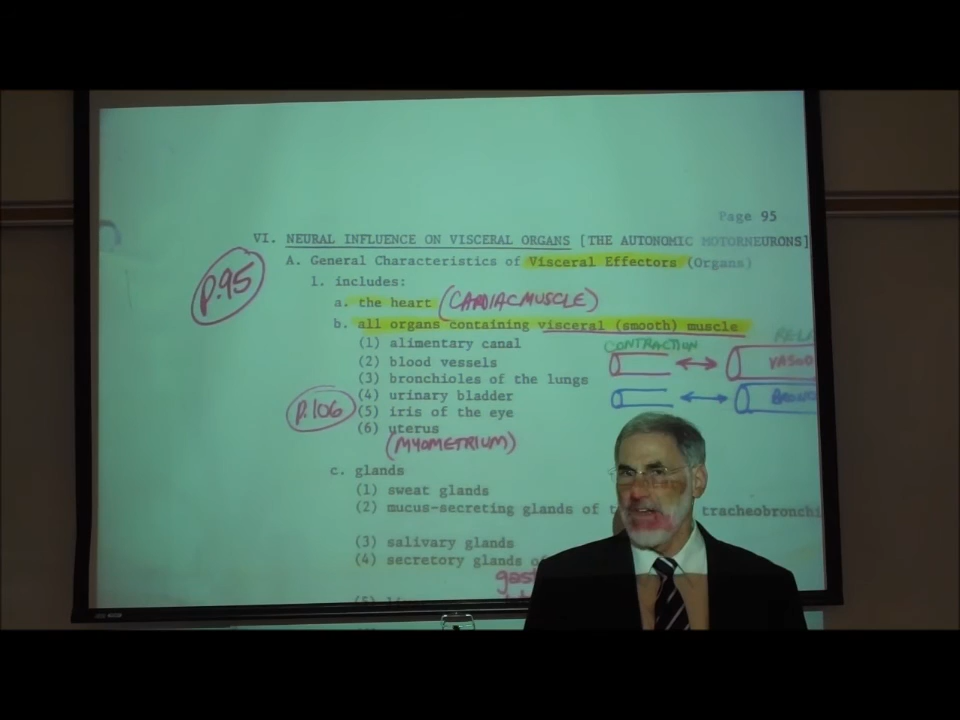 Page 95
VI. NEURAL INFLUENCE ON VISCERAL ORGANS [THE AUTONOMIC MOTORNEURONS]
P.95
A. General Characteristics of Visceral Effectors (Organs)
1. includes:
a. the heart (CARDIAC MUSCLE)
b. all organs containing visceral (smooth) muscle
(1) alimentary canal
CONTRACTION
(2) blood vessels
(3) bronchioles of the lungs
(4) urinary bladder
P.106
(5) iris of the eye
(6) uterus
(MYOMETRIUM)
c. glands
(1) sweat glands
(2) mucus-secreting glands of
(3) salivary glands
(4) secretory glands